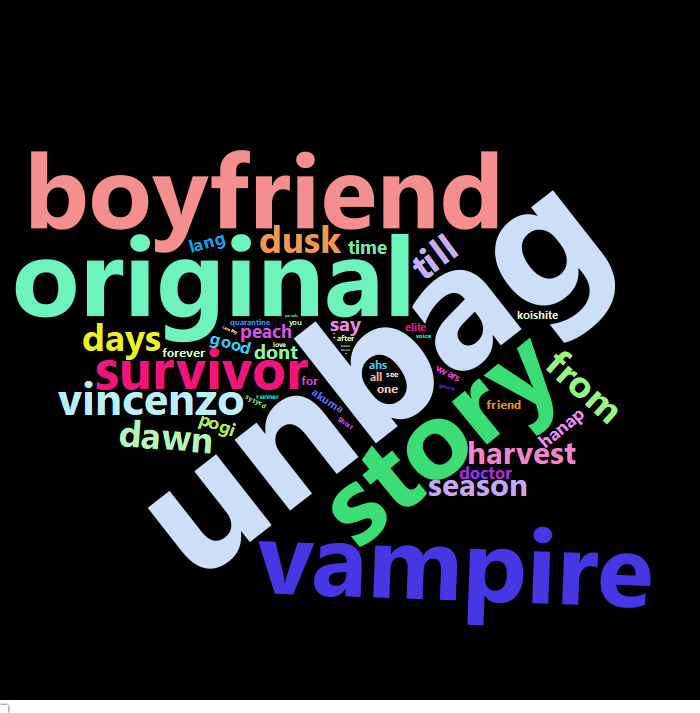 boyfriend
unbag
original
lang
dusk
time
till
koishite
quarantine
you
say
elite
voice
days
peach
after
good
love
dont
forever
survivor
for
ahs
all
see
one
wars
from
story
friend
vincenzo
runner
akuma
pogi
dawn
hanap
harvest
doctor
season
vampire